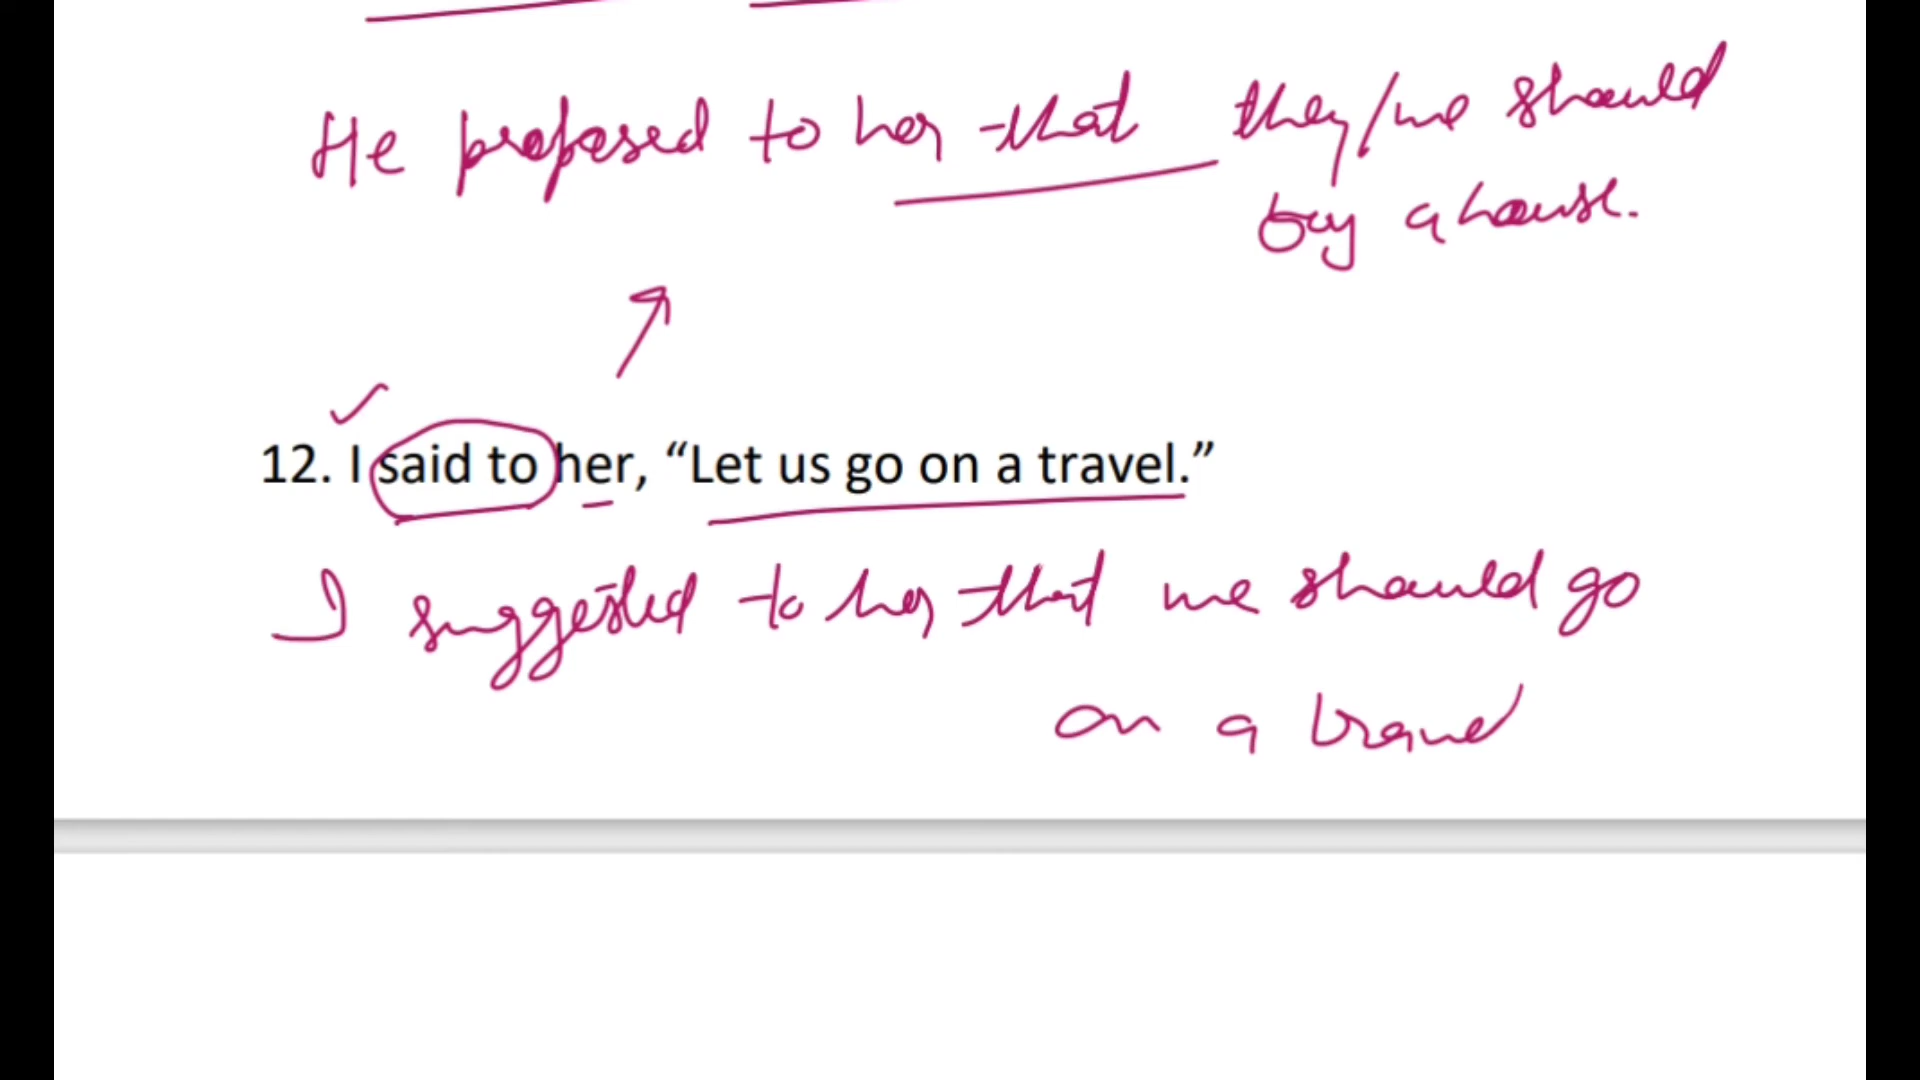 He proposed to her that they/we should
buy a house.
12. I said to her, “Let us go on a travel.”
I suggested to her that we should go
on a travel